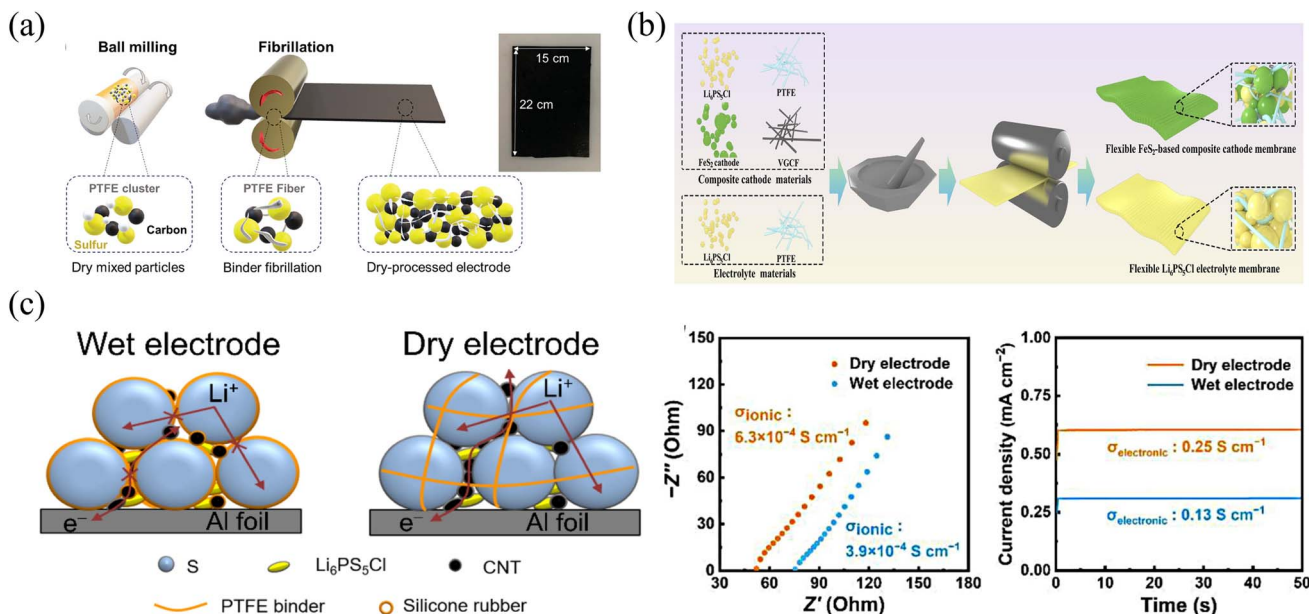 (a)
Ball milling
Fibrillation
15 cm
22 cm
PTFE cluster
Carbon
Sulfur
Dry mixed particles
PTFE Fiber
Binder fibrillation
Dry-processed electrode
(b)
Li₆PS₅Cl
PTFE
FeS₂ cathode
VGCF
Composite cathode materials
Li₆PS₅Cl
PTFE
Electrolyte materials
Flexible FeS₂-based composite cathode membrane
Flexible Li₆PS₅Cl electrolyte membrane
(c)
Wet electrode
Li⁺
e⁻
Al foil
Dry electrode
Li⁺
e⁻
Al foil
S
Li₆PS₅Cl
CNT
PTFE binder
Silicone rubber
−Z″ (Ohm)
150
120
90
60
30
0
Dry electrode
Wet electrode
σionic :
6.3×10⁻⁴ S cm⁻¹
σionic :
3.9×10⁻⁴ S cm⁻¹
30 60 90 120 150 180
Z′ (Ohm)
Current density (mA cm⁻²)
1.00
0.75
0.50
0.25
0.00
Dry electrode
Wet electrode
σelectronic : 0.25 S cm⁻¹
σelectronic : 0.13 S cm⁻¹
0 10 20 30 40 50
Time (s)